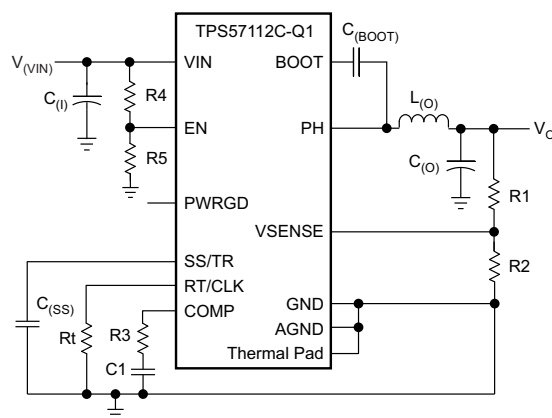 TPS57112C-Q1
C(BOOT)
V(VIN)
VIN
BOOT
C(I)
R4
L(O)
EN
PH
VO
R5
C(O)
R1
PWRGD
VSENSE
R2
SS/TR
RT/CLK
C(SS)
COMP
GND
Rt
R3
AGND
C1
Thermal Pad